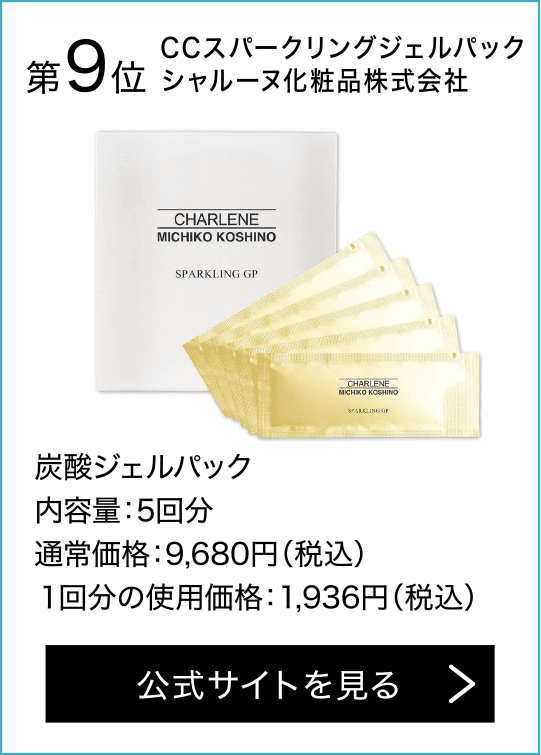 第9位
CCスパークリングジェルパック
シャルーヌ化粧品株式会社
CHARLENE
MICHIKO KOSHINO
SPARKLING GP
CHARLENE
MICHIKO KOSHINO
SPARKLING GP
炭酸ジェルパック
内容量：5回分
通常価格：9,680円（税込）
1回分の使用価格：1,936円（税込）
公式サイトを見る